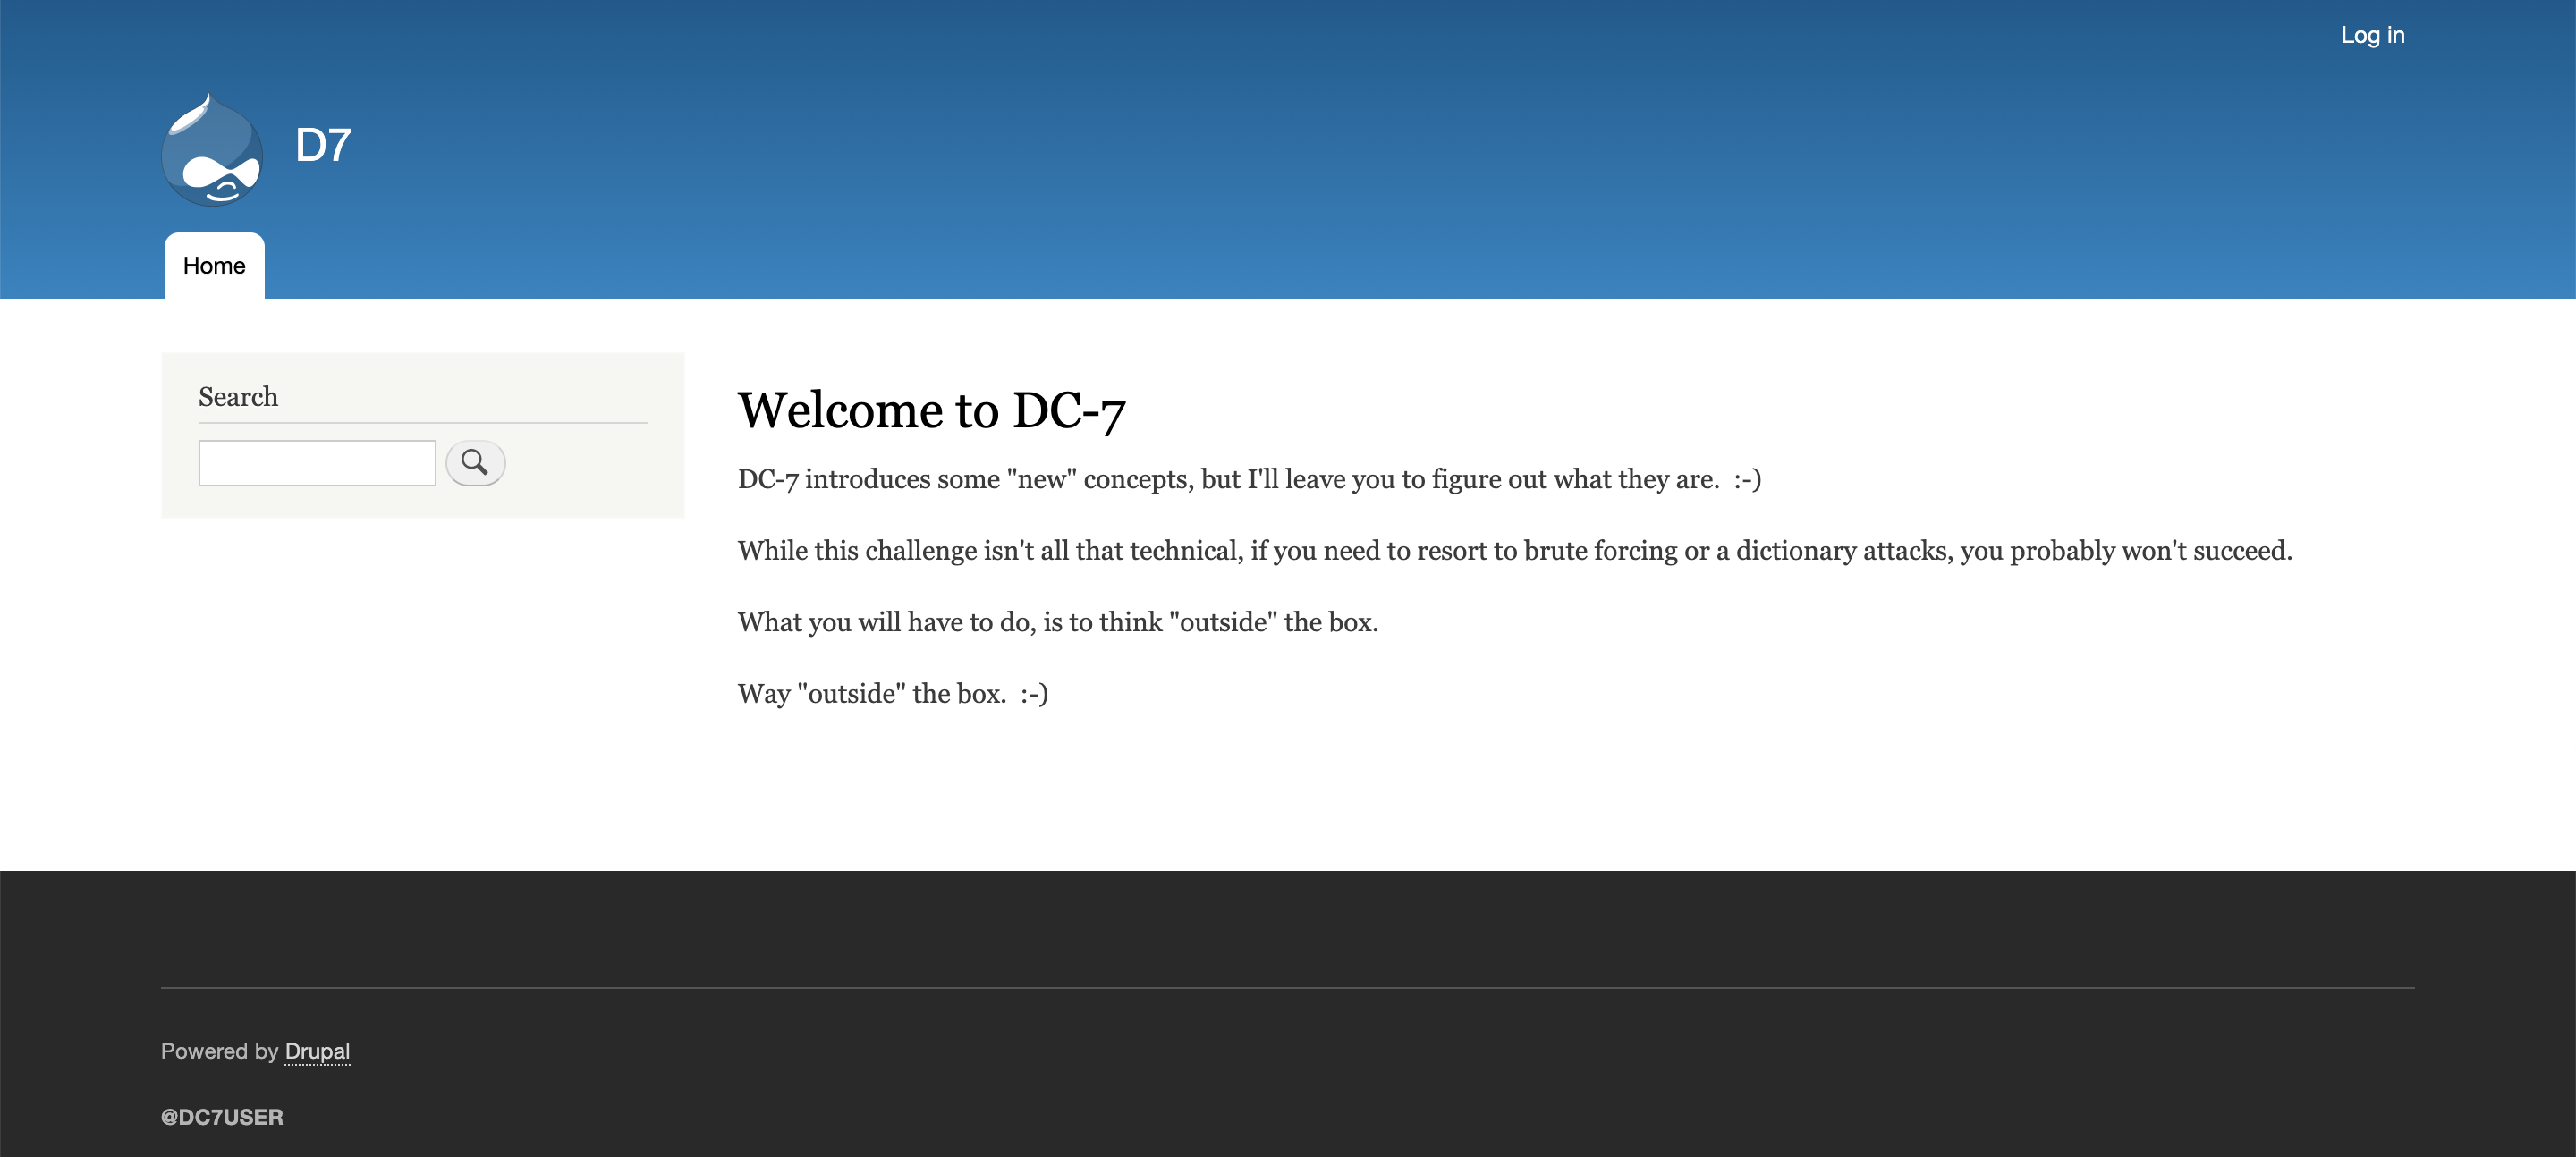 Log in
D7
Home
Search
Welcome to DC-7
DC-7 introduces some "new" concepts, but I'll leave you to figure out what they are.  :-)
While this challenge isn't all that technical, if you need to resort to brute forcing or a dictionary attacks, you probably won't succeed.
What you will have to do, is to think "outside" the box.
Way "outside" the box.  :-)
Powered by Drupal
@DC7USER